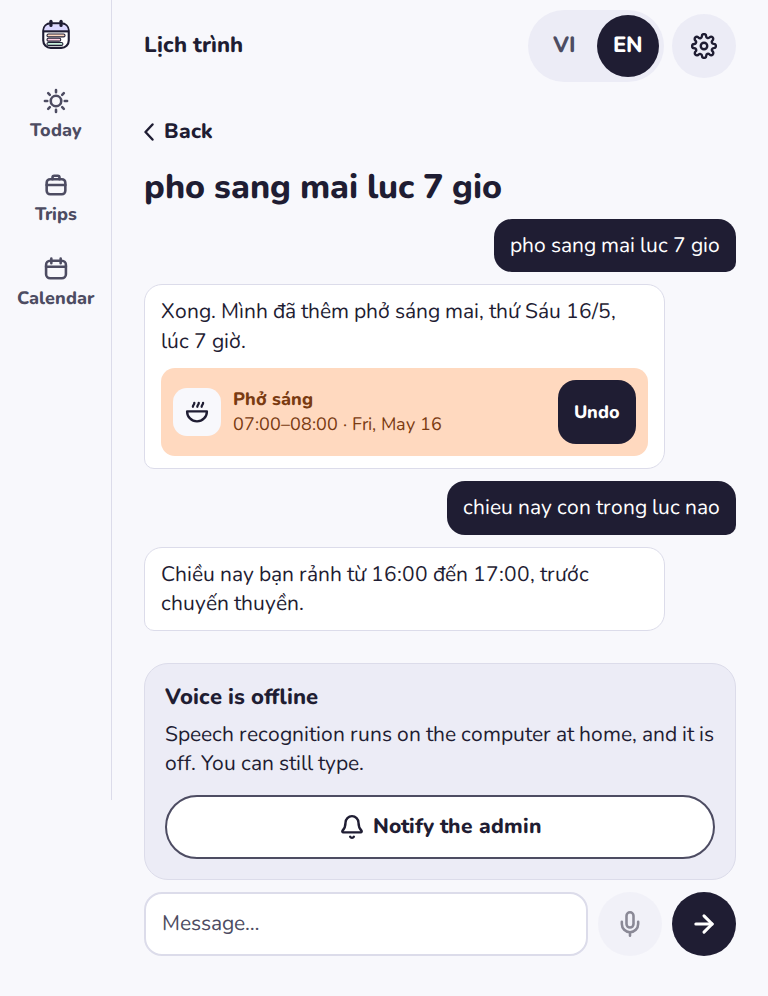 Lịch trình
VI
EN
Today
Trips
Calendar
Back
pho sang mai luc 7 gio
pho sang mai luc 7 gio
Xong. Mình đã thêm phở sáng mai, thứ Sáu 16/5,
lúc 7 giờ.
Phở sáng
07:00–08:00 · Fri, May 16
Undo
chieu nay con trong luc nao
Chiều nay bạn rảnh từ 16:00 đến 17:00, trước
chuyến thuyền.
Voice is offline
Speech recognition runs on the computer at home, and it is
off. You can still type.
Notify the admin
Message...